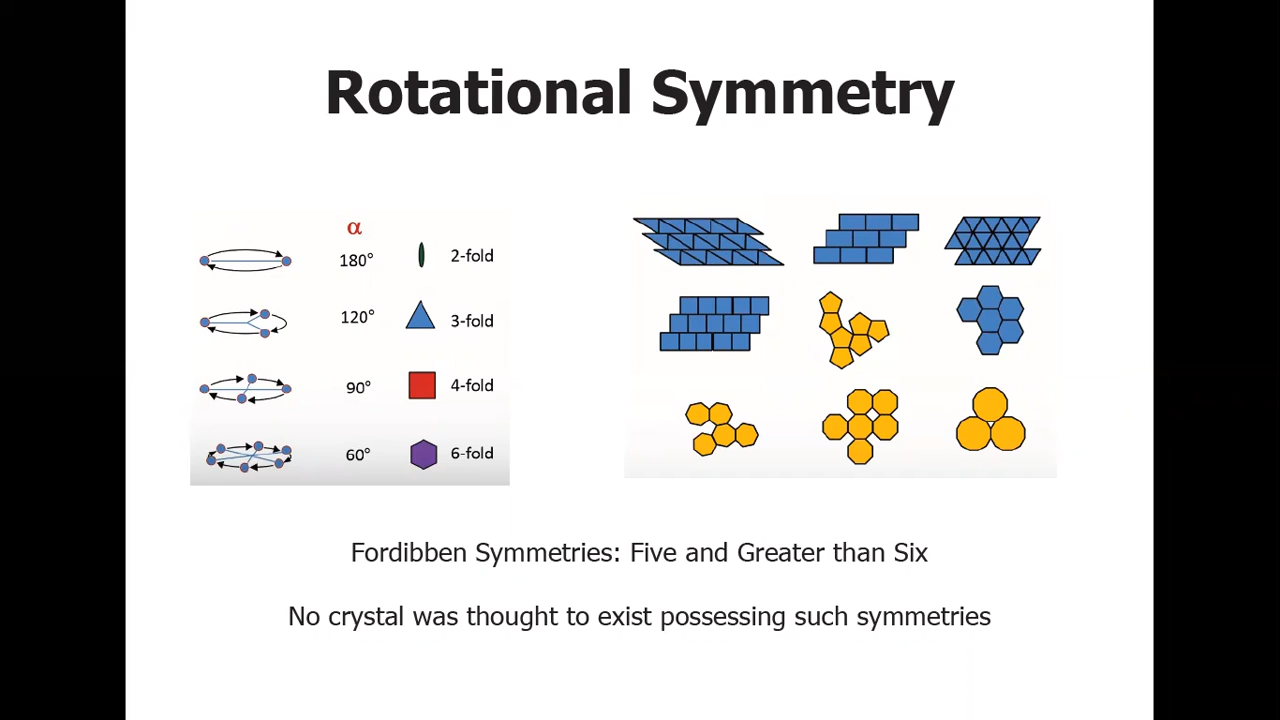 Rotational Symmetry
α
180° 2-fold
120° 3-fold
90° 4-fold
60° 6-fold
Fordibben Symmetries: Five and Greater than Six
No crystal was thought to exist possessing such symmetries